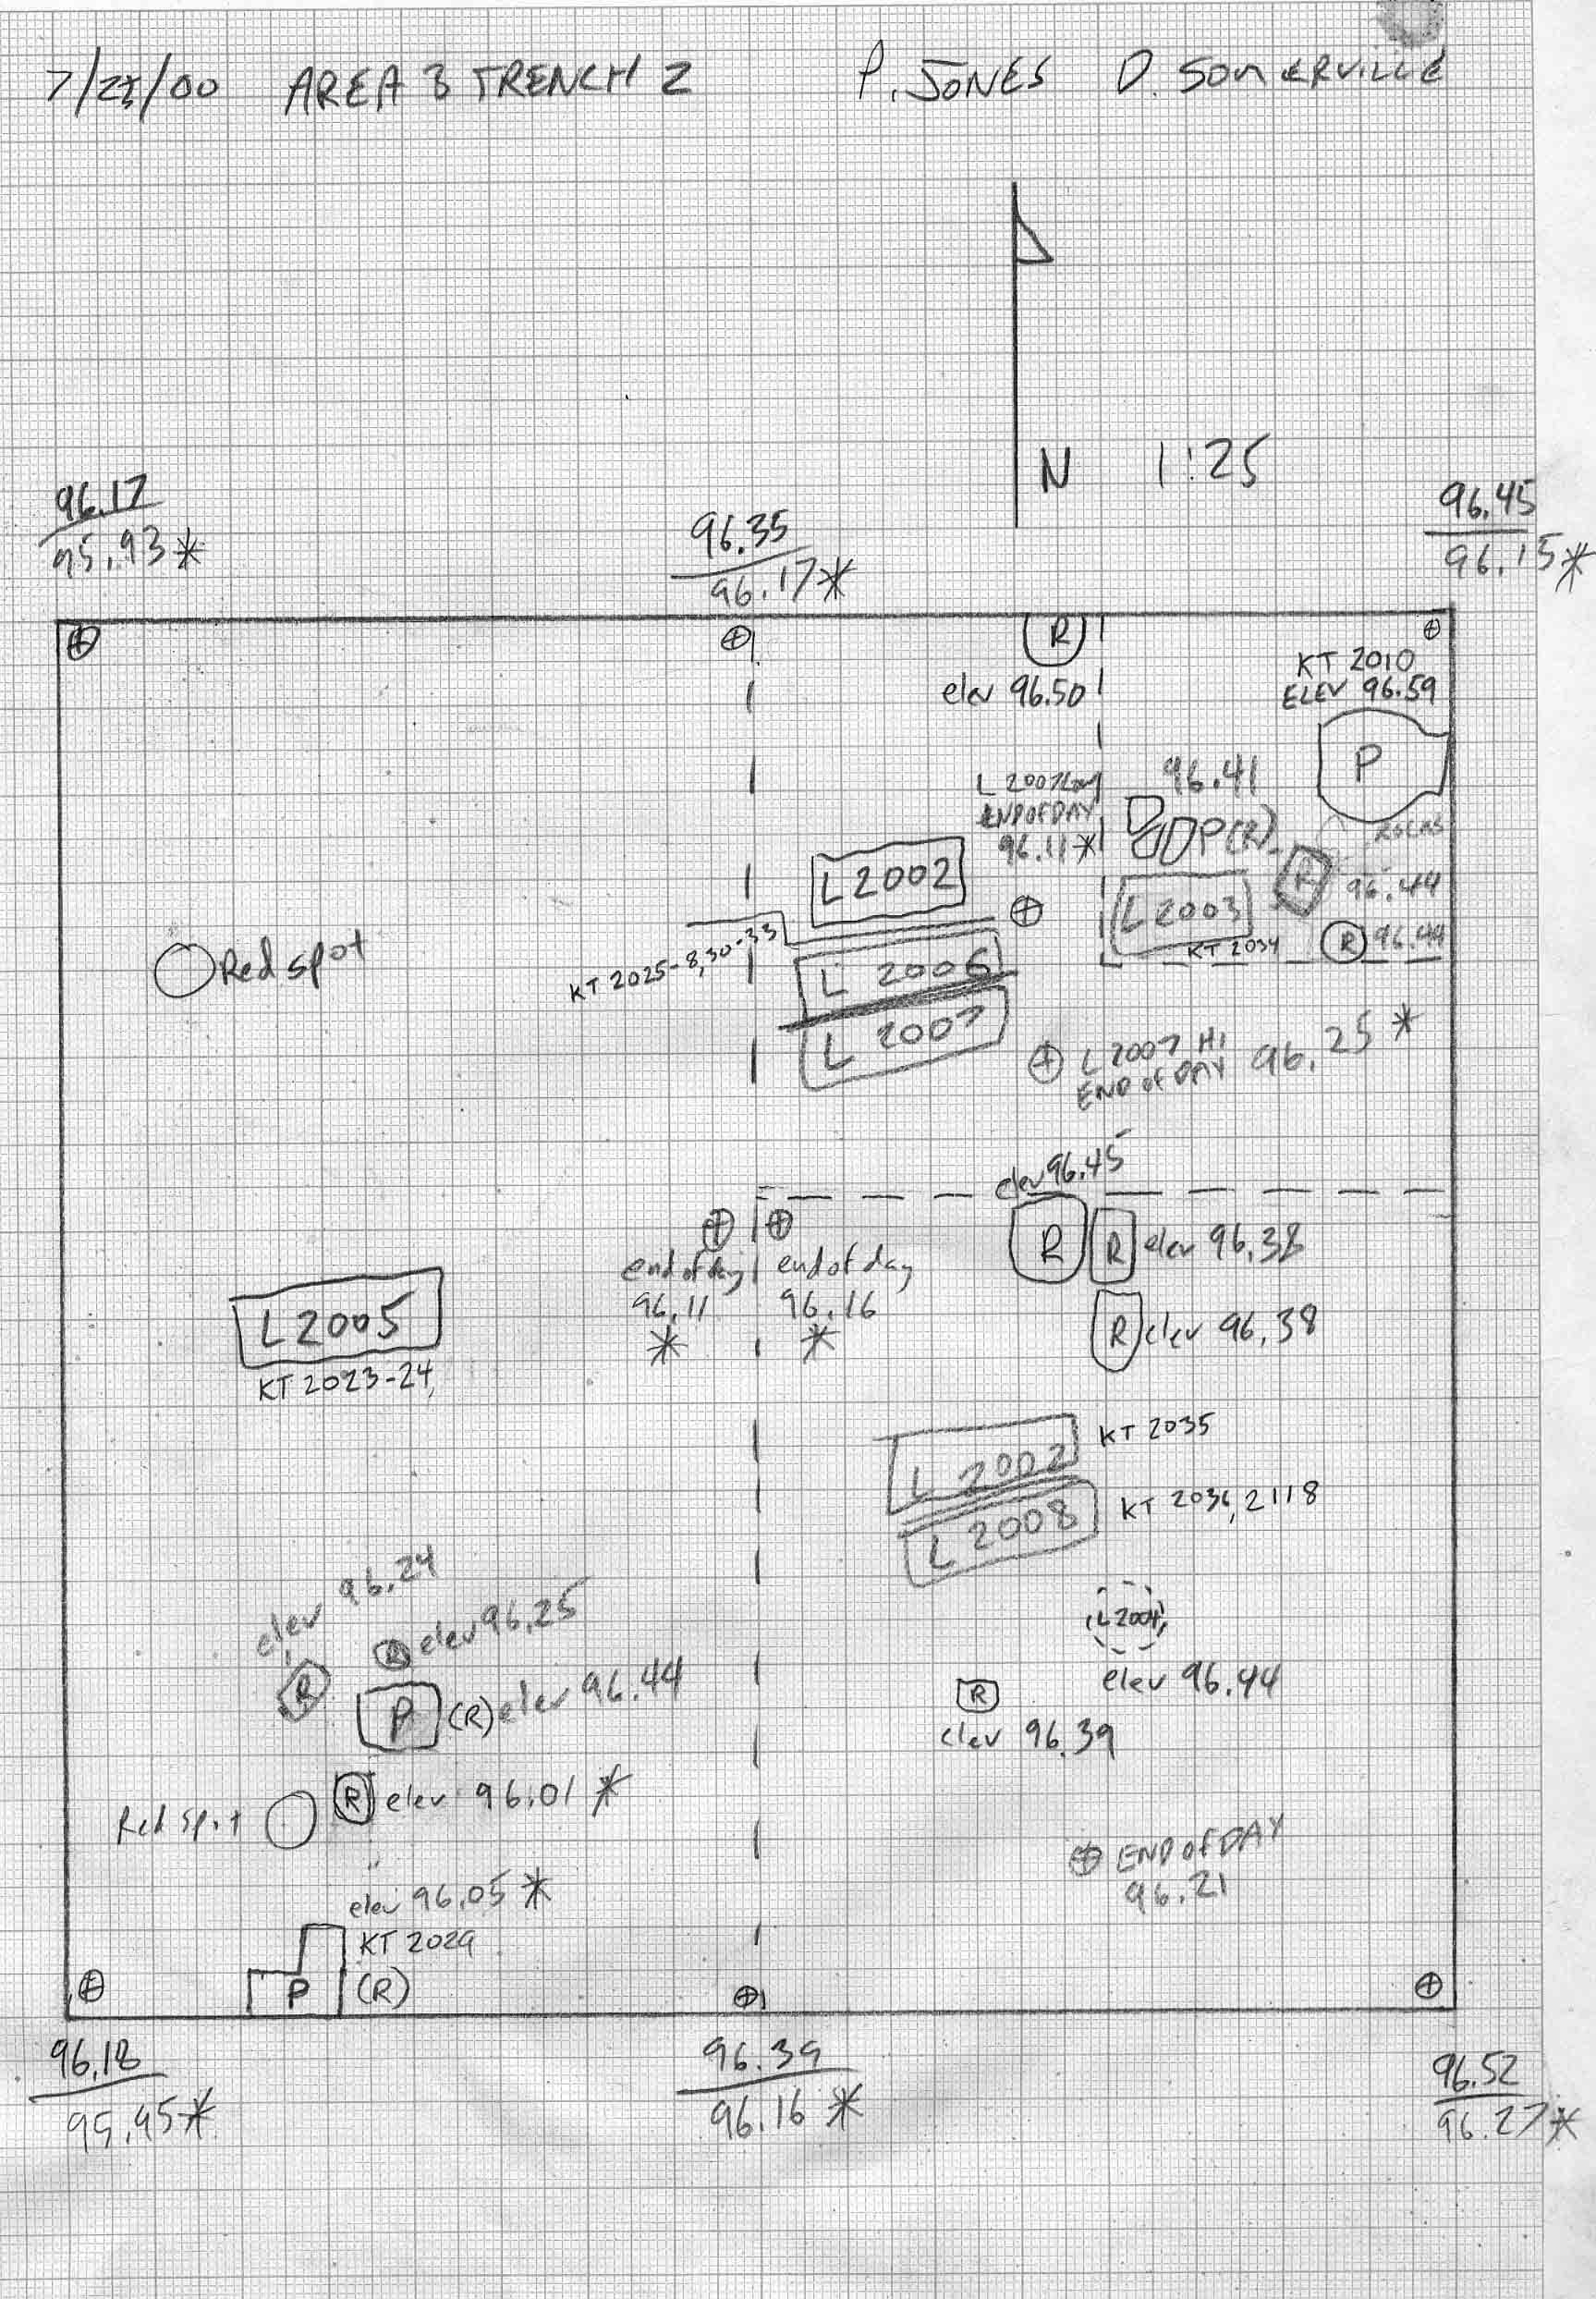 AREA 3 TRENCH 2 P. JONES D. SOMERVILLE
N 1:25
96.17
95.93*
96.35
96.17*
96.45
96.15*
R
elev 96.50
KT 2010
ELEV 96.59
P
L 2007
END OF DAY
96.11*
96.41
P(R)
R
96.44
L 2002
L 2003
KT 2034
R 96.44
Red spot
KT 2025-8,30-33
L 2006
L 2007
L 2007 HI
END OF DAY 96.25*
elev 96.45
R
R elev 96.38
R elev 96.38
end of day
96.11
*
end of day
96.16
*
L 2005
KT 2023-24,
L 2002
KT 2035
L 2008
KT 2036, 2118
L 2004
elev 96.44
R
elev 96.39
elev 96.24
R
R elev 96.25
P (R) elev 96.44
R elev 96.01 *
Red spot
END OF DAY
96.21
elev 96.05 *
KT 2029
P (R)
96.18
95.95*
96.39
96.16 *
96.52
96.27*